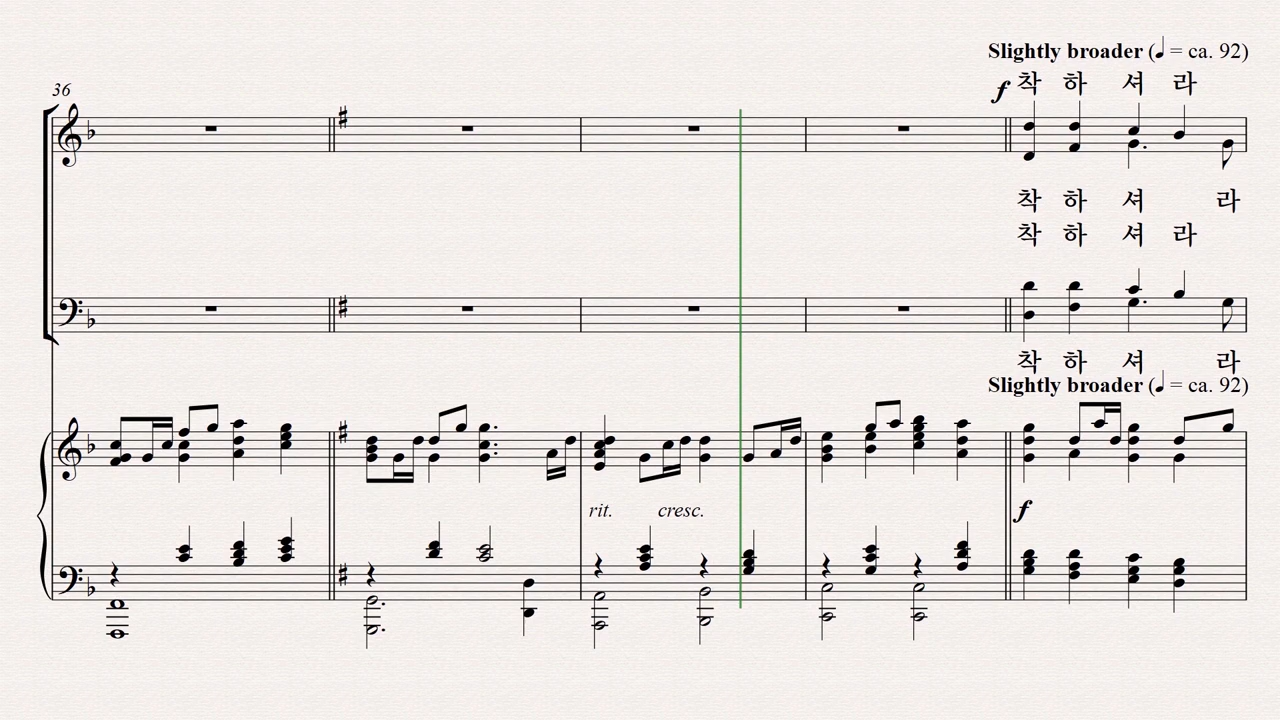 Slightly broader (♩ = ca. 92)
36
f 착 하 셔 라
착 하 셔 라
착 하 셔 라
착 하 셔 라
Slightly broader (♩ = ca. 92)
rit. cresc. f